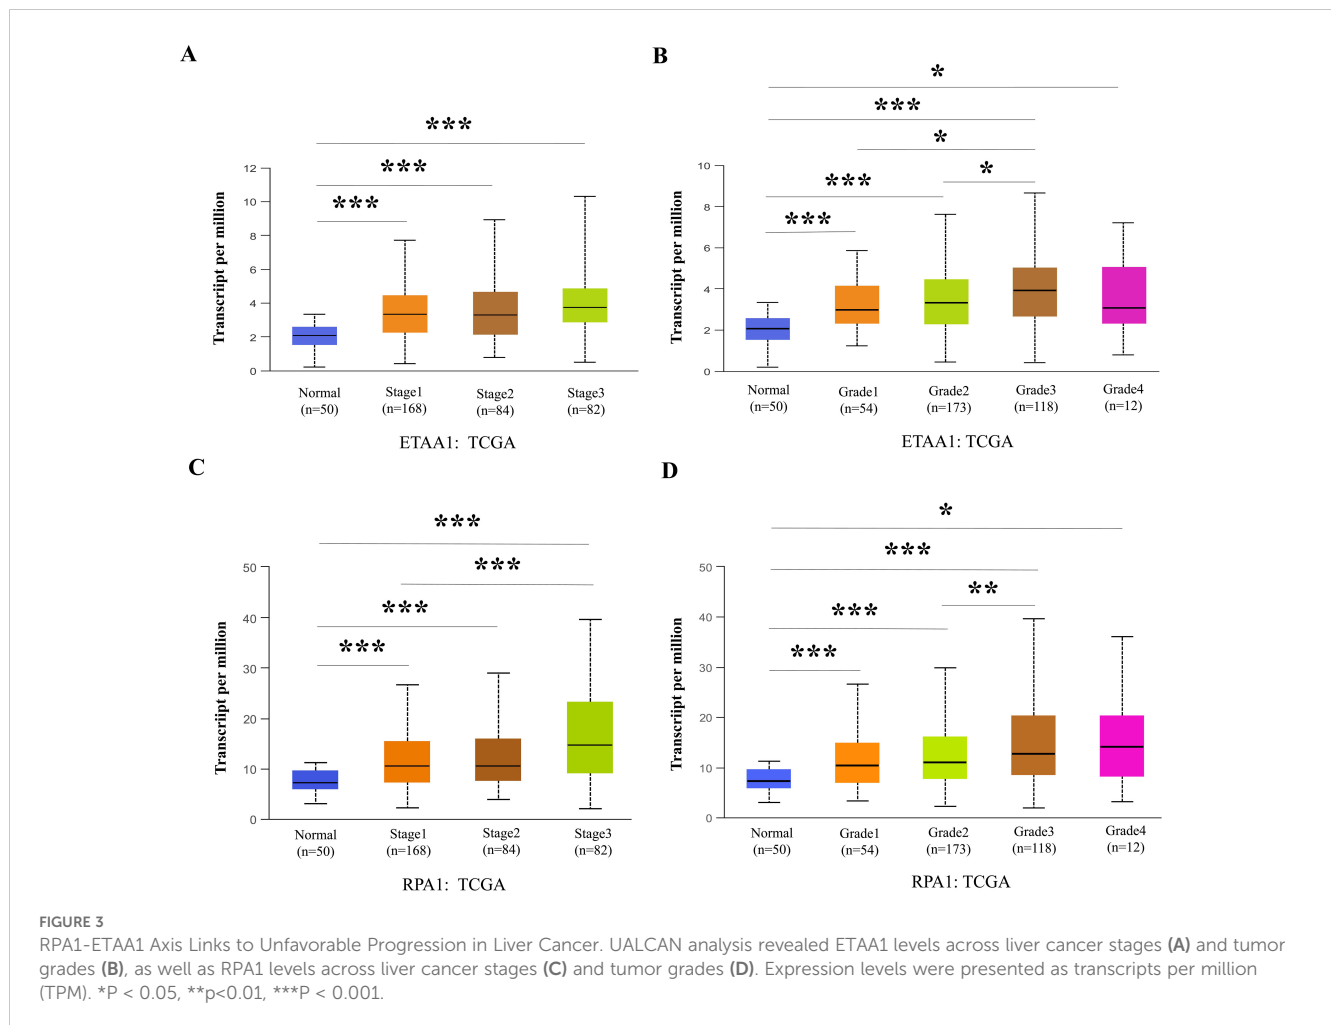 A
***
***
***
Transcriipt per million
12
10
8
6
4
2
0
Normal
(n=50)
Stage1
(n=168)
Stage2
(n=84)
Stage3
(n=82)
ETAA1: TCGA
B
*
***
*
*
***
***
Transcriipt per million
10
8
6
4
2
0
Normal
(n=50)
Grade1
(n=54)
Grade2
(n=173)
Grade3
(n=118)
Grade4
(n=12)
ETAA1: TCGA
C
***
***
***
***
Transcriipt per million
50
40
30
20
10
0
Normal
(n=50)
Stage1
(n=168)
Stage2
(n=84)
Stage3
(n=82)
RPA1: TCGA
D
*
***
**
***
***
Transcriipt per million
50
40
30
20
10
0
Normal
(n=50)
Grade1
(n=54)
Grade2
(n=173)
Grade3
(n=118)
Grade4
(n=12)
RPA1: TCGA
FIGURE 3
RPA1-ETAA1 Axis Links to Unfavorable Progression in Liver Cancer. UALCAN analysis revealed ETAA1 levels across liver cancer stages (A) and tumor
grades (B), as well as RPA1 levels across liver cancer stages (C) and tumor grades (D). Expression levels were presented as transcripts per million
(TPM). *P < 0.05, **p<0.01, ***P < 0.001.